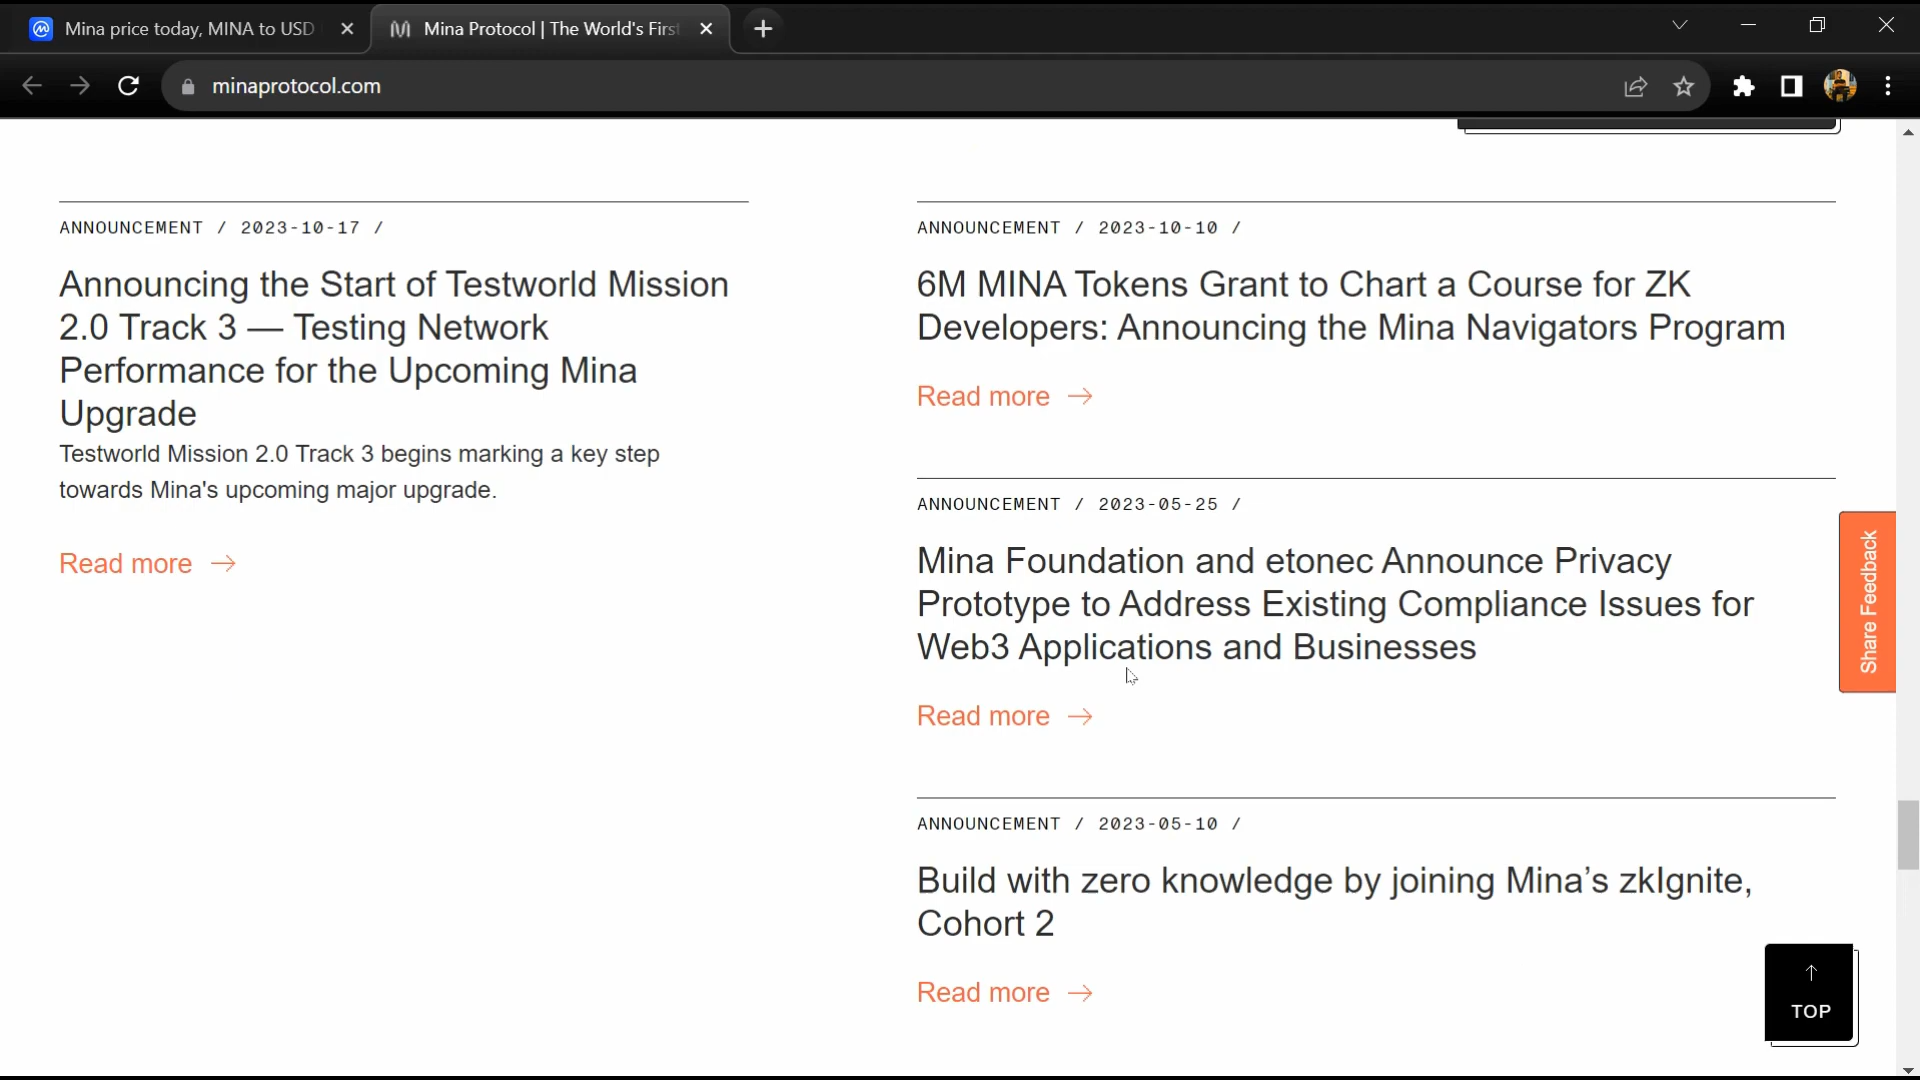 Mina price today, MINA to USD
Mina Protocol | The World's Firs
minaprotocol.com
ANNOUNCEMENT / 2023-10-17 /
Announcing the Start of Testworld Mission
2.0 Track 3 — Testing Network
Performance for the Upcoming Mina
Upgrade
Testworld Mission 2.0 Track 3 begins marking a key step
towards Mina's upcoming major upgrade.
Read more →
ANNOUNCEMENT / 2023-10-10 /
6M MINA Tokens Grant to Chart a Course for ZK
Developers: Announcing the Mina Navigators Program
Read more →
ANNOUNCEMENT / 2023-05-25 /
Mina Foundation and etonec Announce Privacy
Prototype to Address Existing Compliance Issues for
Web3 Applications and Businesses
Read more →
ANNOUNCEMENT / 2023-05-10 /
Build with zero knowledge by joining Mina’s zkIgnite,
Cohort 2
Read more →
Share Feedback
↑
TOP